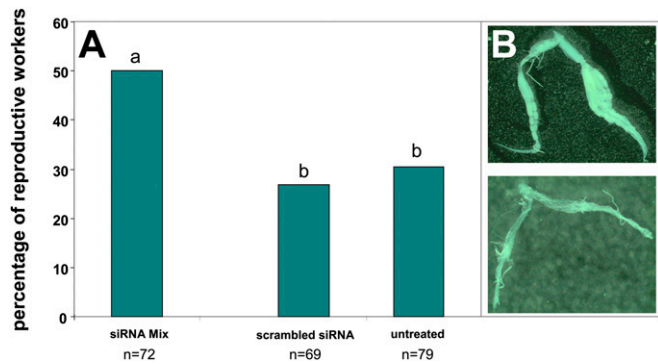 percentage of reproductive workers
60
50
40
30
20
10
0
A
a
b
b
siRNA Mix
scrambled siRNA
untreated
n=72
n=69
n=79
B